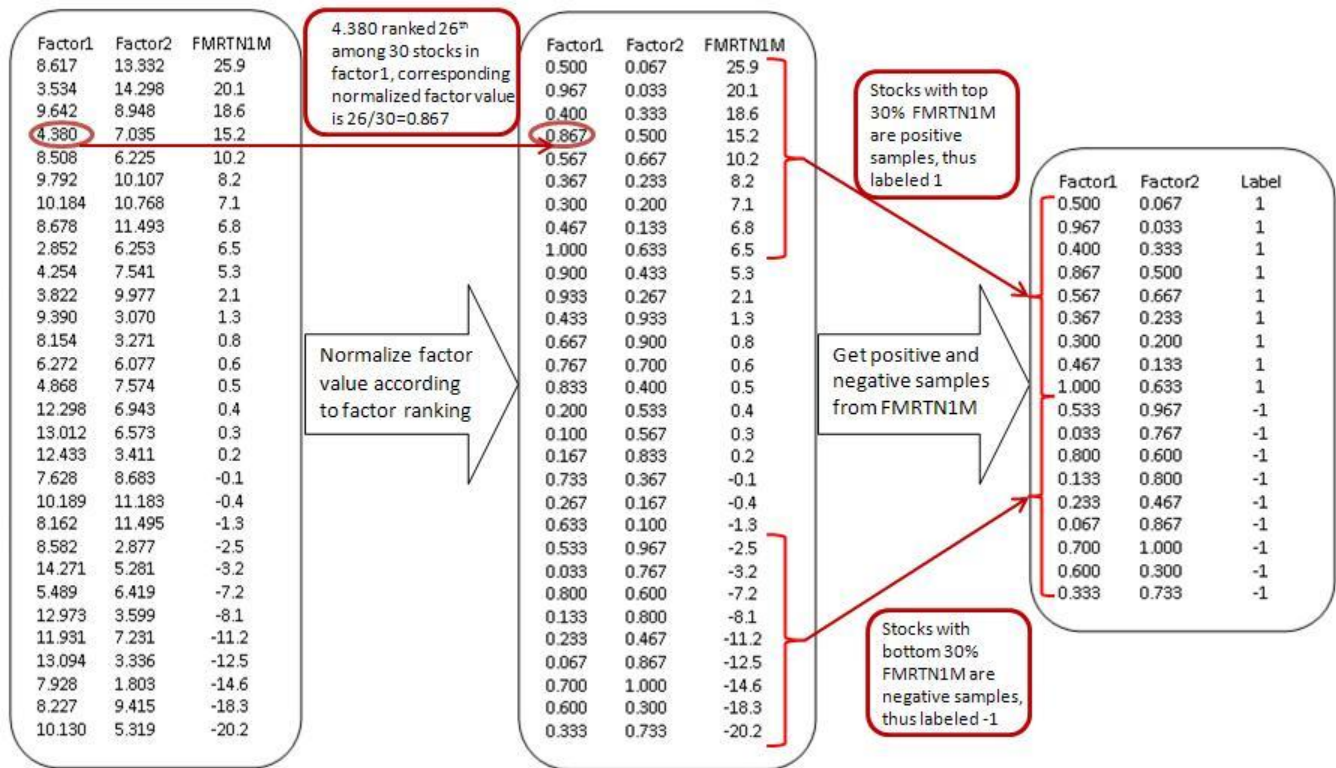 Factor1 Factor2 FMRTN1M
8.617 13.332 25.9
3.534 14.298 20.1
9.642 8.948 18.6
4.380 7.035 15.2
8.508 6.225 10.2
9.792 10.107 8.2
10.184 10.768 7.1
8.678 11.493 6.8
2.852 6.253 6.5
4.254 7.541 5.3
3.822 9.977 2.1
9.390 3.070 1.3
8.154 3.271 0.8
6.272 6.077 0.6
4.868 7.574 0.5
12.298 6.943 0.4
13.012 6.573 0.3
12.433 3.411 0.2
7.628 8.683 -0.1
10.189 11.183 -0.4
8.162 11.495 -1.3
8.582 2.877 -2.5
14.271 5.281 -3.2
5.489 6.419 -7.2
12.973 3.599 -8.1
11.931 7.231 -11.2
13.094 3.336 -12.5
7.928 1.803 -14.6
8.227 9.415 -18.3
10.130 5.319 -20.2
4.380 ranked 26th
among 30 stocks in
factor1, corresponding
normalized factor value
is 26/30=0.867
Normalize factor
value according
to factor ranking
Factor1 Factor2 FMRTN1M
0.500 0.067 25.9
0.967 0.033 20.1
0.400 0.333 18.6
0.867 0.500 15.2
0.567 0.667 10.2
0.367 0.233 8.2
0.300 0.200 7.1
0.467 0.133 6.8
1.000 0.633 6.5
0.900 0.433 5.3
0.933 0.267 2.1
0.433 0.933 1.3
0.667 0.900 0.8
0.767 0.700 0.6
0.833 0.400 0.5
0.200 0.533 0.4
0.100 0.567 0.3
0.167 0.833 0.2
0.733 0.367 -0.1
0.267 0.167 -0.4
0.633 0.100 -1.3
0.533 0.967 -2.5
0.033 0.767 -3.2
0.800 0.600 -7.2
0.133 0.800 -8.1
0.233 0.467 -11.2
0.067 0.867 -12.5
0.700 1.000 -14.6
0.600 0.300 -18.3
0.333 0.733 -20.2
Stocks with top
30% FMRTN1M
are positive
samples, thus
labeled 1
Get positive and
negative samples
from FMRTN1M
Stocks with
bottom 30%
FMRTN1M are
negative samples,
thus labeled -1
Factor1 Factor2 Label
0.500 0.067 1
0.967 0.033 1
0.400 0.333 1
0.867 0.500 1
0.567 0.667 1
0.367 0.233 1
0.300 0.200 1
0.467 0.133 1
1.000 0.633 1
0.533 0.967 -1
0.033 0.767 -1
0.800 0.600 -1
0.133 0.800 -1
0.233 0.467 -1
0.067 0.867 -1
0.700 1.000 -1
0.600 0.300 -1
0.333 0.733 -1